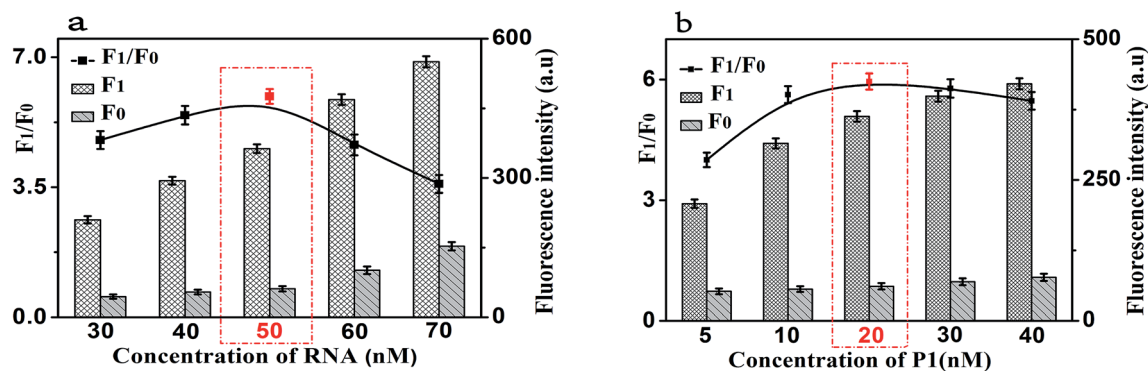 a
F1/F0
7.0
3.5
0.0
F1/F0
F1
F0
600
300
0
Fluorescence intensity (a.u)
30 40 50 60 70
Concentration of RNA (nM)
b
F1/F0
6
3
0
F1/F0
F1
F0
500
250
0
Fluorescence intensity (a.u)
5 10 20 30 40
Concentration of P1(nM)